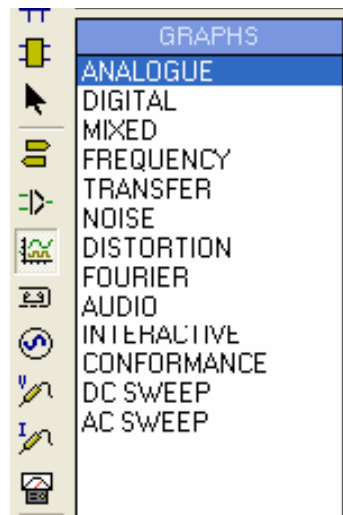 GRAPHS
ANALOGUE
DIGITAL
MIXED
FREQUENCY
TRANSFER
NOISE
DISTORTION
FOURIER
AUDIO
INTERACTIVE
CONFORMANCE
DC SWEEP
AC SWEEP
V
I